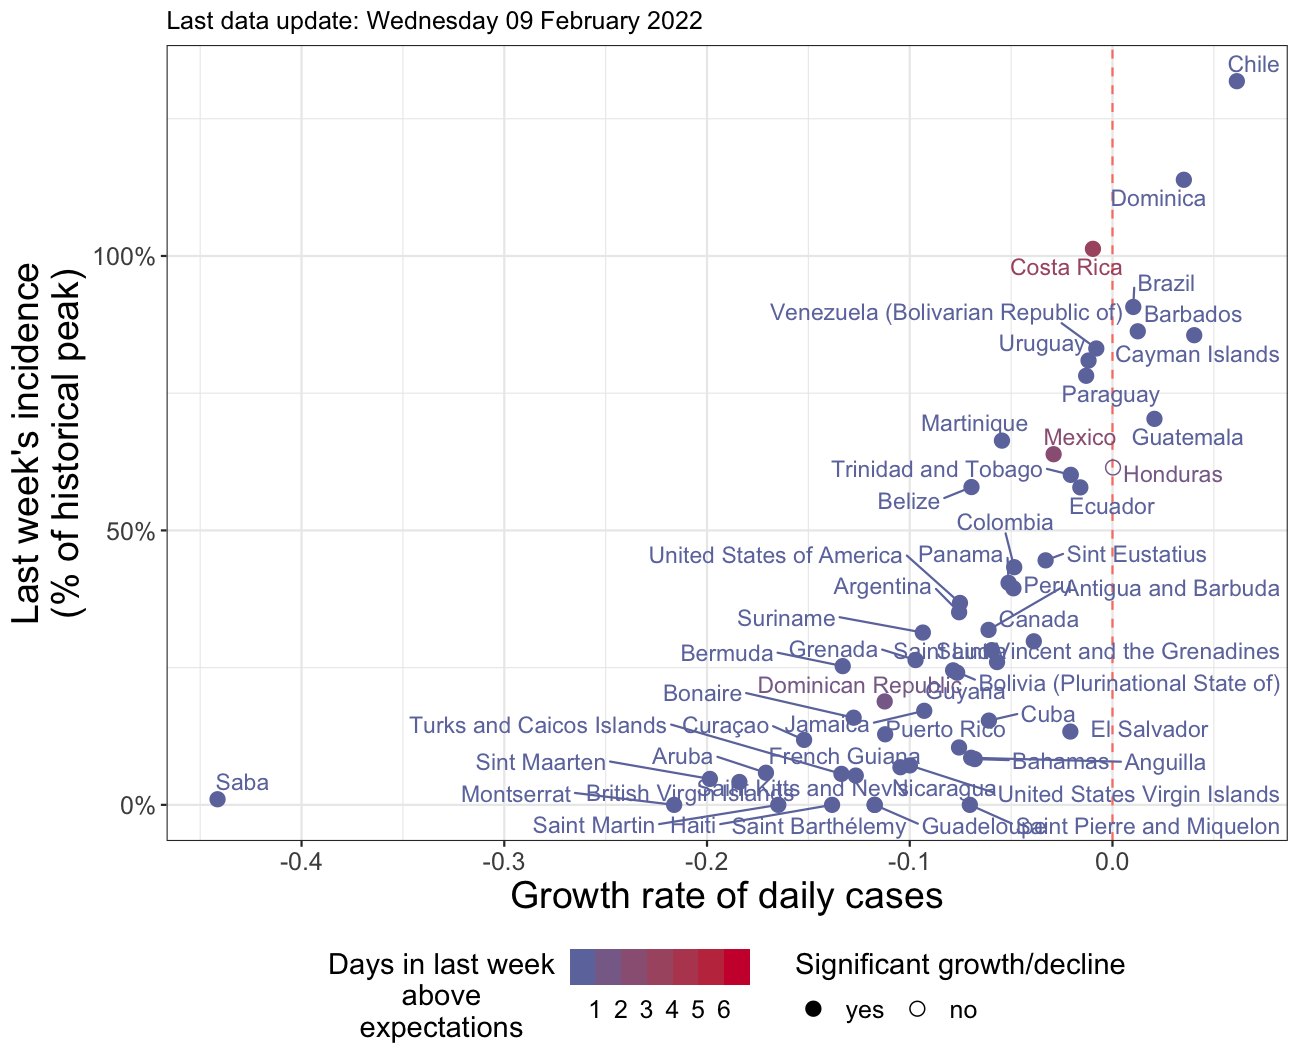 Last data update: Wednesday 09 February 2022
Last week's incidence
(% of historical peak)
100%
50%
0%
Chile
Dominica
Costa Rica
Brazil
Venezuela (Bolivarian Republic of)
Barbados
Uruguay
Cayman Islands
Paraguay
Martinique
Mexico
Guatemala
Trinidad and Tobago
Honduras
Belize
Ecuador
Colombia
United States of America
Panama
Sint Eustatius
Argentina
Peru
Antigua and Barbuda
Suriname
Canada
Bermuda
Grenada
Saint Lucia
Saint Vincent and the Grenadines
Dominican Republic
Bolivia (Plurinational State of)
Bonaire
Guyana
Turks and Caicos Islands
Curaçao
Jamaica
Puerto Rico
Cuba
El Salvador
Sint Maarten
Aruba
French Guiana
Bahamas
Anguilla
Saba
Montserrat
British Virgin Islands
Saint Kitts and Nevis
Nicaragua
United States Virgin Islands
Saint Martin
Haiti
Saint Barthélemy
Guadeloupe
Saint Pierre and Miquelon
-0.4
-0.3
-0.2
-0.1
0.0
Growth rate of daily cases
Days in last week
above
expectations
1 2 3 4 5 6
Significant growth/decline
yes
no